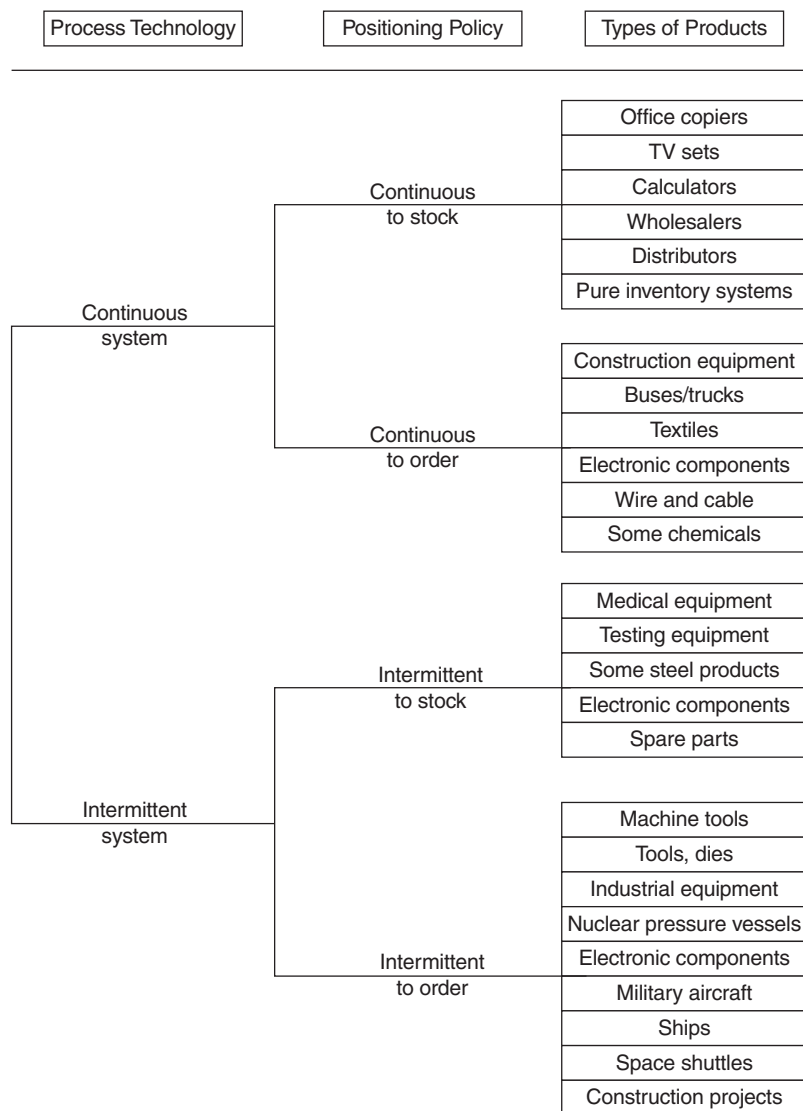 Process Technology
Positioning Policy
Types of Products
Office copiers
TV sets
Calculators
Wholesalers
Distributors
Pure inventory systems
Continuous
to stock
Continuous
system
Construction equipment
Buses/trucks
Textiles
Electronic components
Wire and cable
Some chemicals
Continuous
to order
Medical equipment
Testing equipment
Some steel products
Electronic components
Spare parts
Intermittent
to stock
Intermittent
system
Machine tools
Tools, dies
Industrial equipment
Nuclear pressure vessels
Electronic components
Military aircraft
Ships
Space shuttles
Construction projects
Intermittent
to order